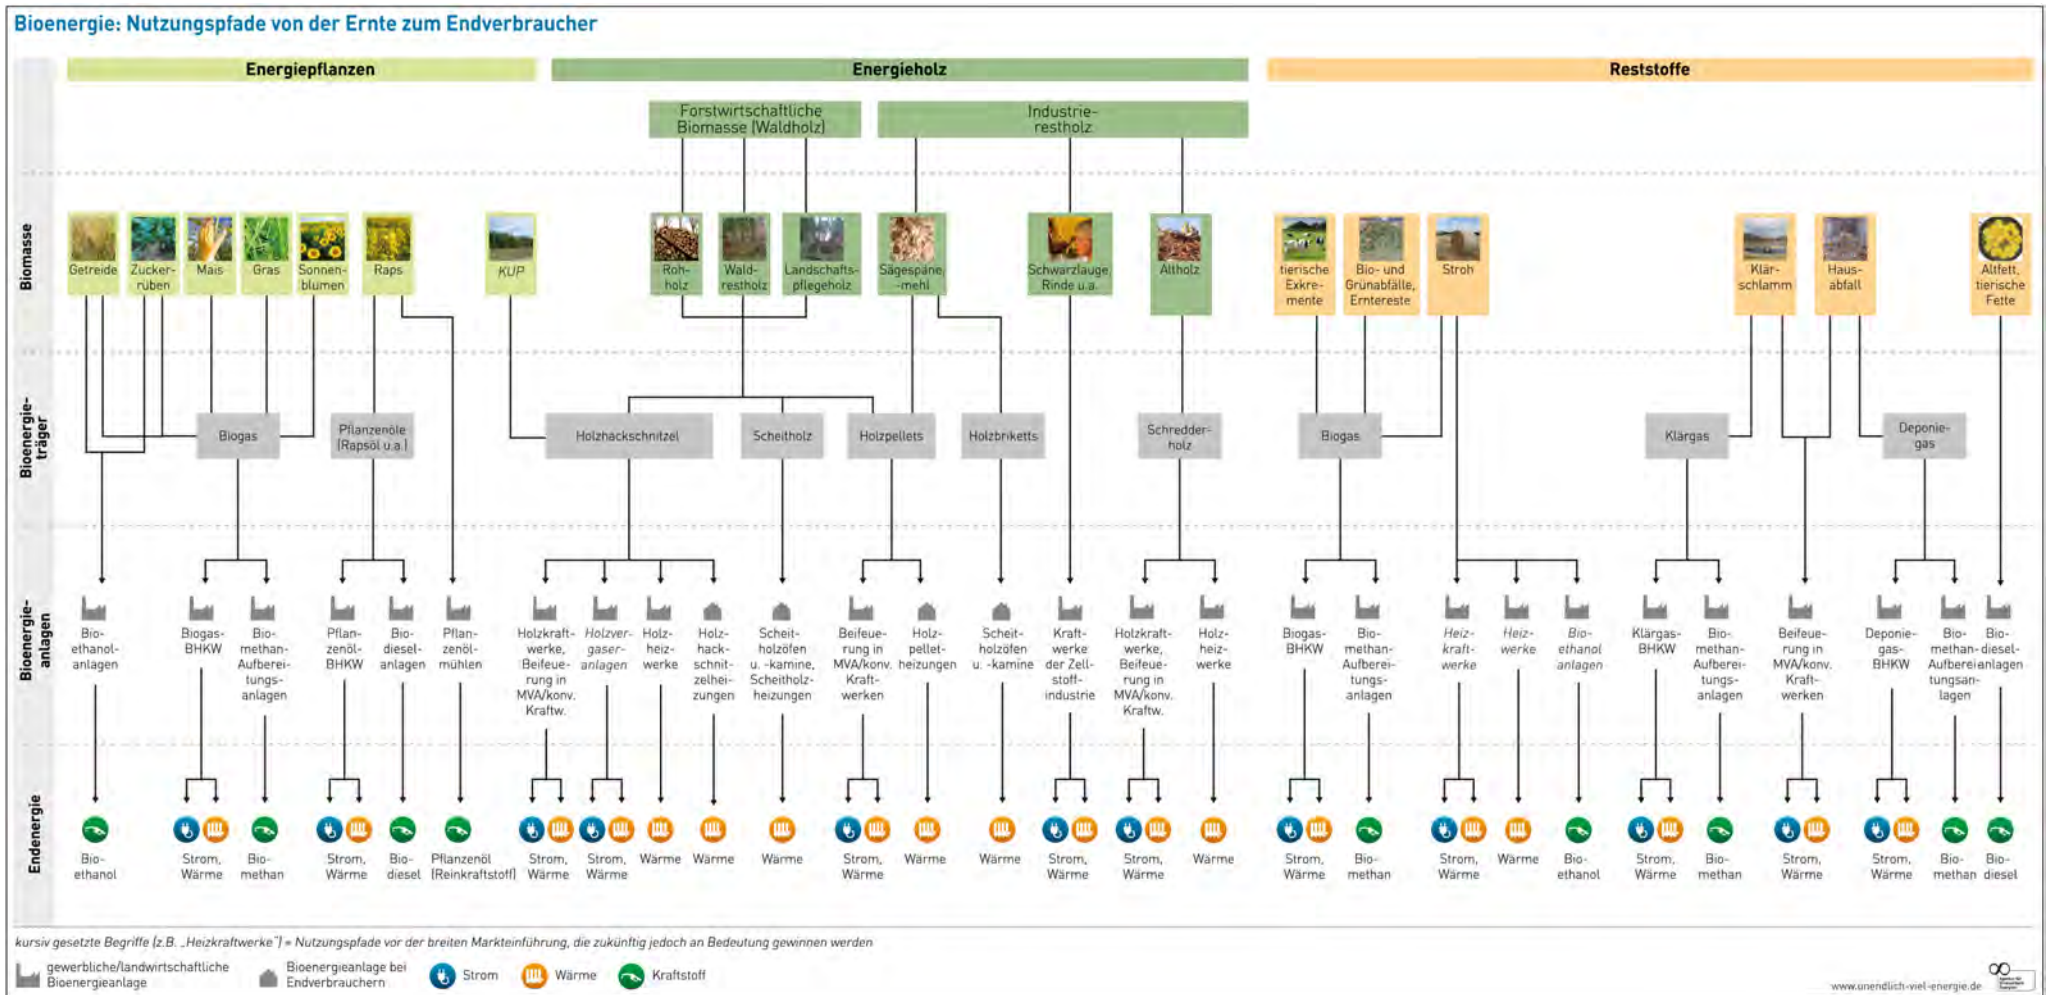 Bioenergie: Nutzungspfade von der Ernte zum Endverbraucher
Energiepflanzen
Energieholz
Reststoffe
Forstwirtschaftliche
Biomasse (Waldholz)
Industrie-
restholz
Biomasse
Getreide
Zucker-
rüben
Mais
Gras
Sonnen-
blumen
Raps
KUP
Roh-
holz
Wald-
restholz
Landschafts-
pflegeholz
Sägespäne,
-mehl
Schwarzlauge,
Rinde u.a.
Altholz
tierische
Exkre-
mente
Bio- und
Grünabfälle,
Erntereste
Stroh
Klär-
schlamm
Haus-
abfall
Altfett,
tierische
Fette
Bioenergie-
träger
Biogas
Pflanzenöle
(Rapsöl u.a.)
Holzhackschnitzel
Scheitholz
Holzpellets
Holzbriketts
Schredder-
holz
Biogas
Klärgas
Deponie-
gas
Bioenergie-
anlagen
Bio-
ethanol-
anlagen
Biogas-
BHKW
Bio-
methan-
Aufberei-
tungs-
anlagen
Pflan-
zenöl-
BHKW
Bio-
diesel-
anlagen
Pflan-
zenöl-
mühlen
Holzkraft-
werke,
Beifeue-
rung in
MVA/konv.
Kraftw.
Holzver-
gaser-
anlagen
Holz-
heiz-
werke
Holz-
hack-
schnit-
zelhei-
zungen
Scheit-
holzöfen
u. -kamine,
Scheitholz-
heizungen
Beifeue-
rung in
MVA/konv.
Kraft-
werken
Holz-
pellet-
heizungen
Scheit-
holzöfen
u. -kamine
Kraft-
werke
der Zell-
stoff-
industrie
Holzkraft-
werke,
Beifeue-
rung in
MVA/konv.
Kraftw.
Holz-
heiz-
werke
Biogas-
BHKW
Bio-
methan-
Aufberei-
tungs-
anlagen
Heiz-
kraft-
werke
Heiz-
werke
Bio-
ethanol
anlagen
Klärgas-
BHKW
Bio-
methan-
Aufberei-
tungs-
anlagen
Beifeue-
rung in
MVA/konv.
Kraft-
werken
Deponie-
gas-
BHKW
Bio-
methan-
Aufberei-
tungsan-
lagen
Bio-
diesel-
anlagen
Endenergie
Bio-
ethanol
Strom,
Wärme
Bio-
methan
Strom,
Wärme
Bio-
diesel
Pflanzenöl
(Reinkraftstoff)
Strom,
Wärme
Strom,
Wärme
Wärme
Wärme
Wärme
Strom,
Wärme
Wärme
Wärme
Strom,
Wärme
Strom,
Wärme
Wärme
Strom,
Wärme
Bio-
methan
Strom,
Wärme
Wärme
Bio-
ethanol
Strom,
Wärme
Bio-
methan
Strom,
Wärme
Strom,
Wärme
Bio-
methan
Bio-
diesel
kursiv gesetzte Begriffe (z.B. „Heizkraftwerke“) = Nutzungspfade vor der breiten Markteinführung, die zukünftig jedoch an Bedeutung gewinnen werden
gewerbliche/landwirtschaftliche
Bioenergieanlage
Bioenergieanlage bei
Endverbrauchern
Strom
Wärme
Kraftstoff
www.unendlich-viel-energie.de